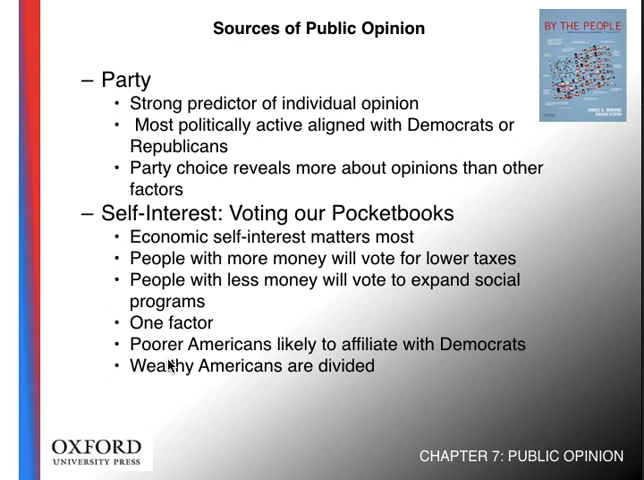 Sources of Public Opinion
BY THE PEOPLE
– Party
• Strong predictor of individual opinion
• Most politically active aligned with Democrats or
Republicans
• Party choice reveals more about opinions than other
factors
– Self-Interest: Voting our Pocketbooks
• Economic self-interest matters most
• People with more money will vote for lower taxes
• People with less money will vote to expand social
programs
• One factor
• Poorer Americans likely to affiliate with Democrats
• Wealthy Americans are divided
OXFORD
UNIVERSITY PRESS
CHAPTER 7: PUBLIC OPINION